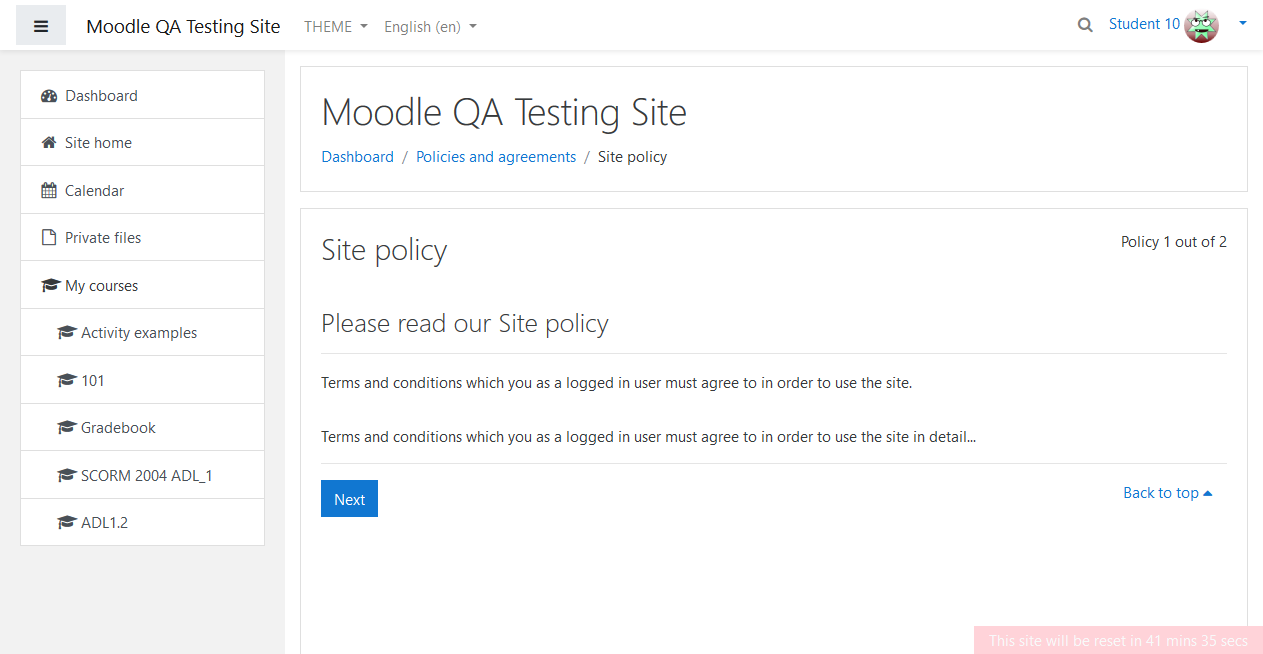 Moodle QA Testing Site THEME English (en) Student 10
Dashboard
Site home
Calendar
Private files
My courses
Activity examples
101
Gradebook
SCORM 2004 ADL_1
ADL1.2
Moodle QA Testing Site
Dashboard / Policies and agreements / Site policy
Site policy
Policy 1 out of 2
Please read our Site policy
Terms and conditions which you as a logged in user must agree to in order to use the site.
Terms and conditions which you as a logged in user must agree to in order to use the site in detail...
Next
Back to top
This site will be reset in 41 mins 35 secs